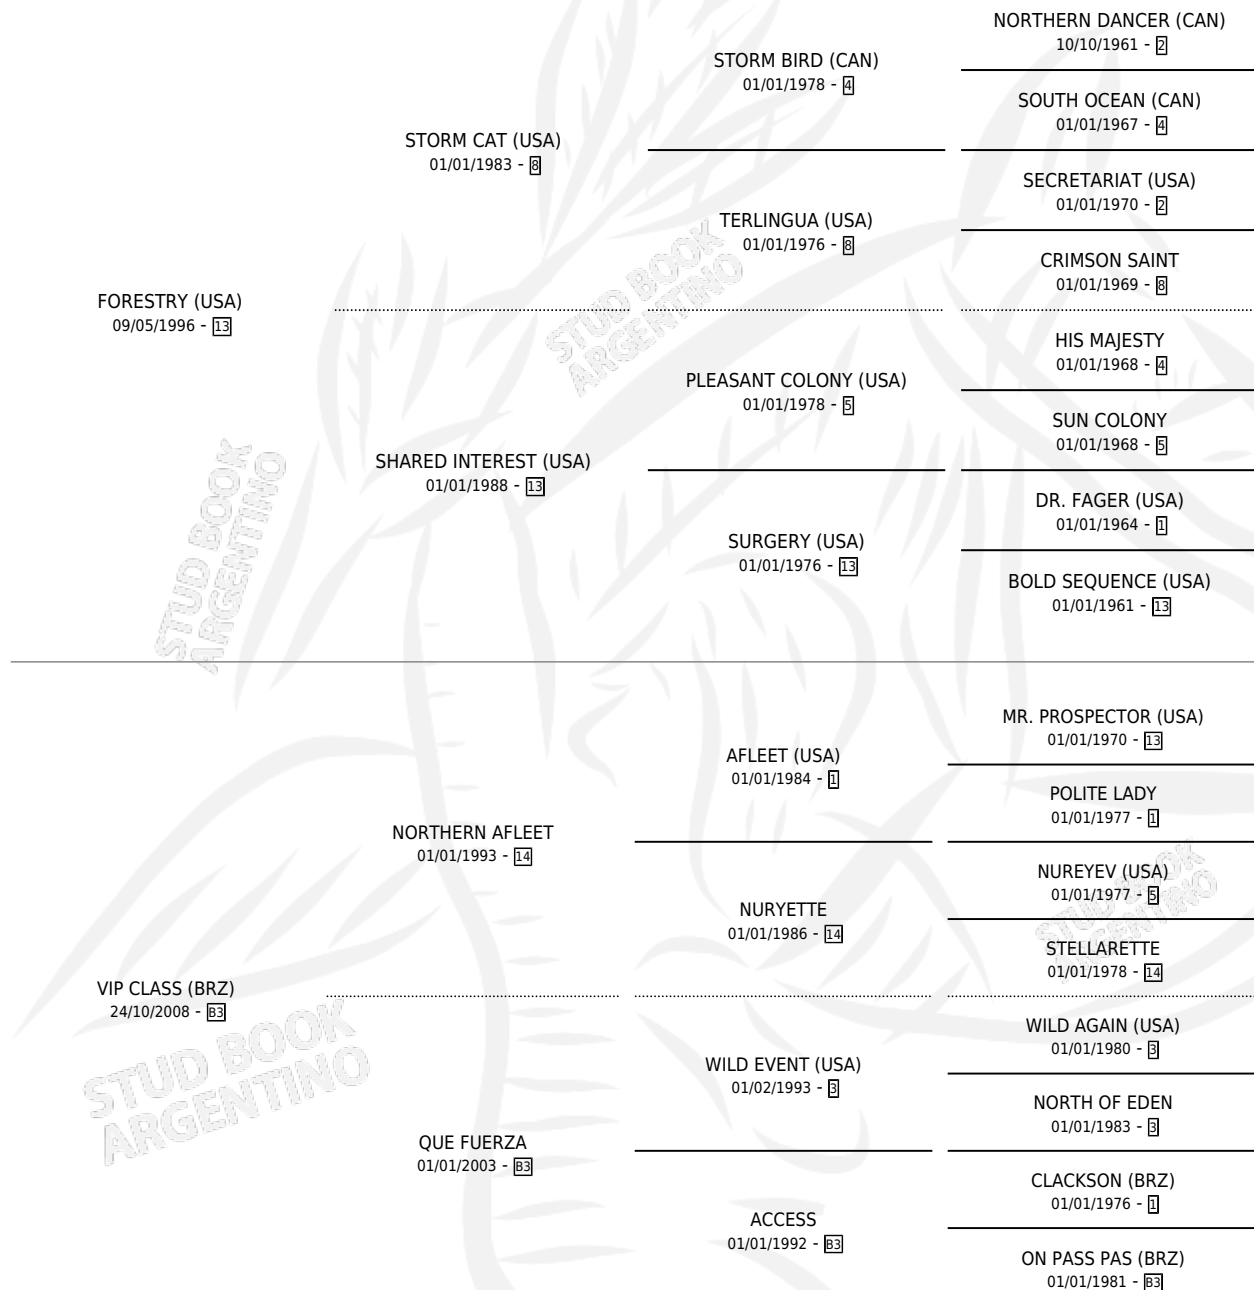 NORTHERN DANCER (CAN)
10/10/1961 - 2
STORM BIRD (CAN)
01/01/1978 - 4
SOUTH OCEAN (CAN)
01/01/1967 - 4
STORM CAT (USA)
01/01/1983 - 8
SECRETARIAT (USA)
01/01/1970 - 2
TERLINGUA (USA)
01/01/1976 - 8
CRIMSON SAINT
01/01/1969 - 8
FORESTRY (USA)
09/05/1996 - 13
HIS MAJESTY
01/01/1968 - 4
PLEASANT COLONY (USA)
01/01/1978 - 5
SUN COLONY
01/01/1968 - 5
SHARED INTEREST (USA)
01/01/1988 - 13
DR. FAGER (USA)
01/01/1964 - 1
SURGERY (USA)
01/01/1976 - 13
BOLD SEQUENCE (USA)
01/01/1961 - 13
MR. PROSPECTOR (USA)
01/01/1970 - 13
AFLEET (USA)
01/01/1984 - 1
POLITE LADY
01/01/1977 - 1
NORTHERN AFLEET
01/01/1993 - 14
NUREYEV (USA)
01/01/1977 - 5
NURYETTE
01/01/1986 - 14
STELLARETTE
01/01/1978 - 14
VIP CLASS (BRZ)
24/10/2008 - B3
WILD AGAIN (USA)
01/01/1980 - 3
WILD EVENT (USA)
01/02/1993 - 3
NORTH OF EDEN
01/01/1983 - 3
QUE FUERZA
01/01/2003 - B3
CLACKSON (BRZ)
01/01/1976 - 1
ACCESS
01/01/1992 - B3
ON PASS PAS (BRZ)
01/01/1981 - B3
STUD BOOK
ARGENTINO
STUD BOOK
ARGENTINO
STUD BOOK
ARGENTINO
STUD BOOK
ARGENTINO